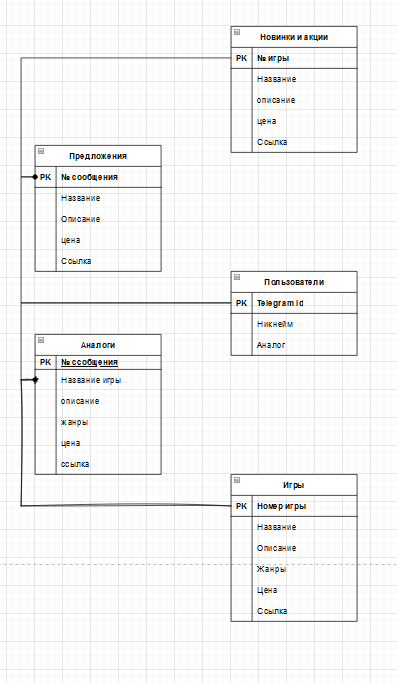 Новинки и акции
PK № игры
Название
описание
цена
Ссылка
Предложения
PK № сообщения
Название
Описание
цена
Ссылка
Пользователи
PK Telegram id
Никнейм
Аналог
Аналоги
PK № ссобщения
Название игры
описание
жанры
цена
ссылка
Игры
PK Номер игры
Название
Описание
Жанры
Цена
Ссылка